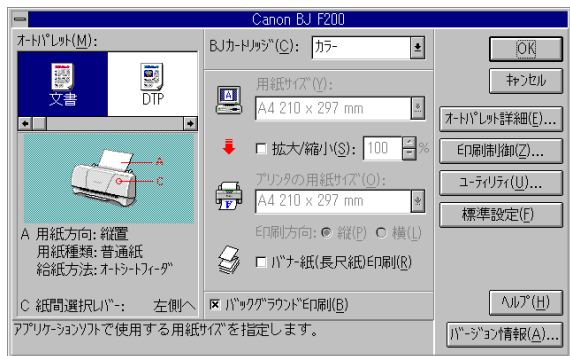 Canon BJ F200
ｵｰﾄﾊﾟﾚｯﾄ(M):
文書
DTP
A
C
A 用紙方向: 縦置
用紙種類: 普通紙
給紙方法: ｵｰﾄｼｰﾄﾌｨｰﾀﾞ
C 紙間選択ﾚﾊﾞｰ: 左側へ
BJｶｰﾄﾘｯｼﾞ(C): ｶﾗｰ
用紙ｻｲｽﾞ(Y):
A4 210 x 297 mm
拡大/縮小(S): 100 %
ﾌﾟﾘﾝﾀの用紙ｻｲｽﾞ(O):
A4 210 x 297 mm
印刷方向: 縦(P) 横(L)
ﾊﾞﾅｰ紙(長尺紙)印刷(R)
ﾊﾞｯｸｸﾞﾗｳﾝﾄﾞ印刷(B)
OK
ｷｬﾝｾﾙ
ｵｰﾄﾊﾟﾚｯﾄ詳細(E)...
印刷制御(Z)...
ﾕｰﾃｨﾘﾃｨ(U)...
標準設定(F)
ﾍﾙﾌﾟ(H)
ﾊﾞｰｼﾞｮﾝ情報(A)...
ｱﾌﾟﾘｹｰｼｮﾝｿﾌﾄで使用する用紙ｻｲｽﾞを指定します。